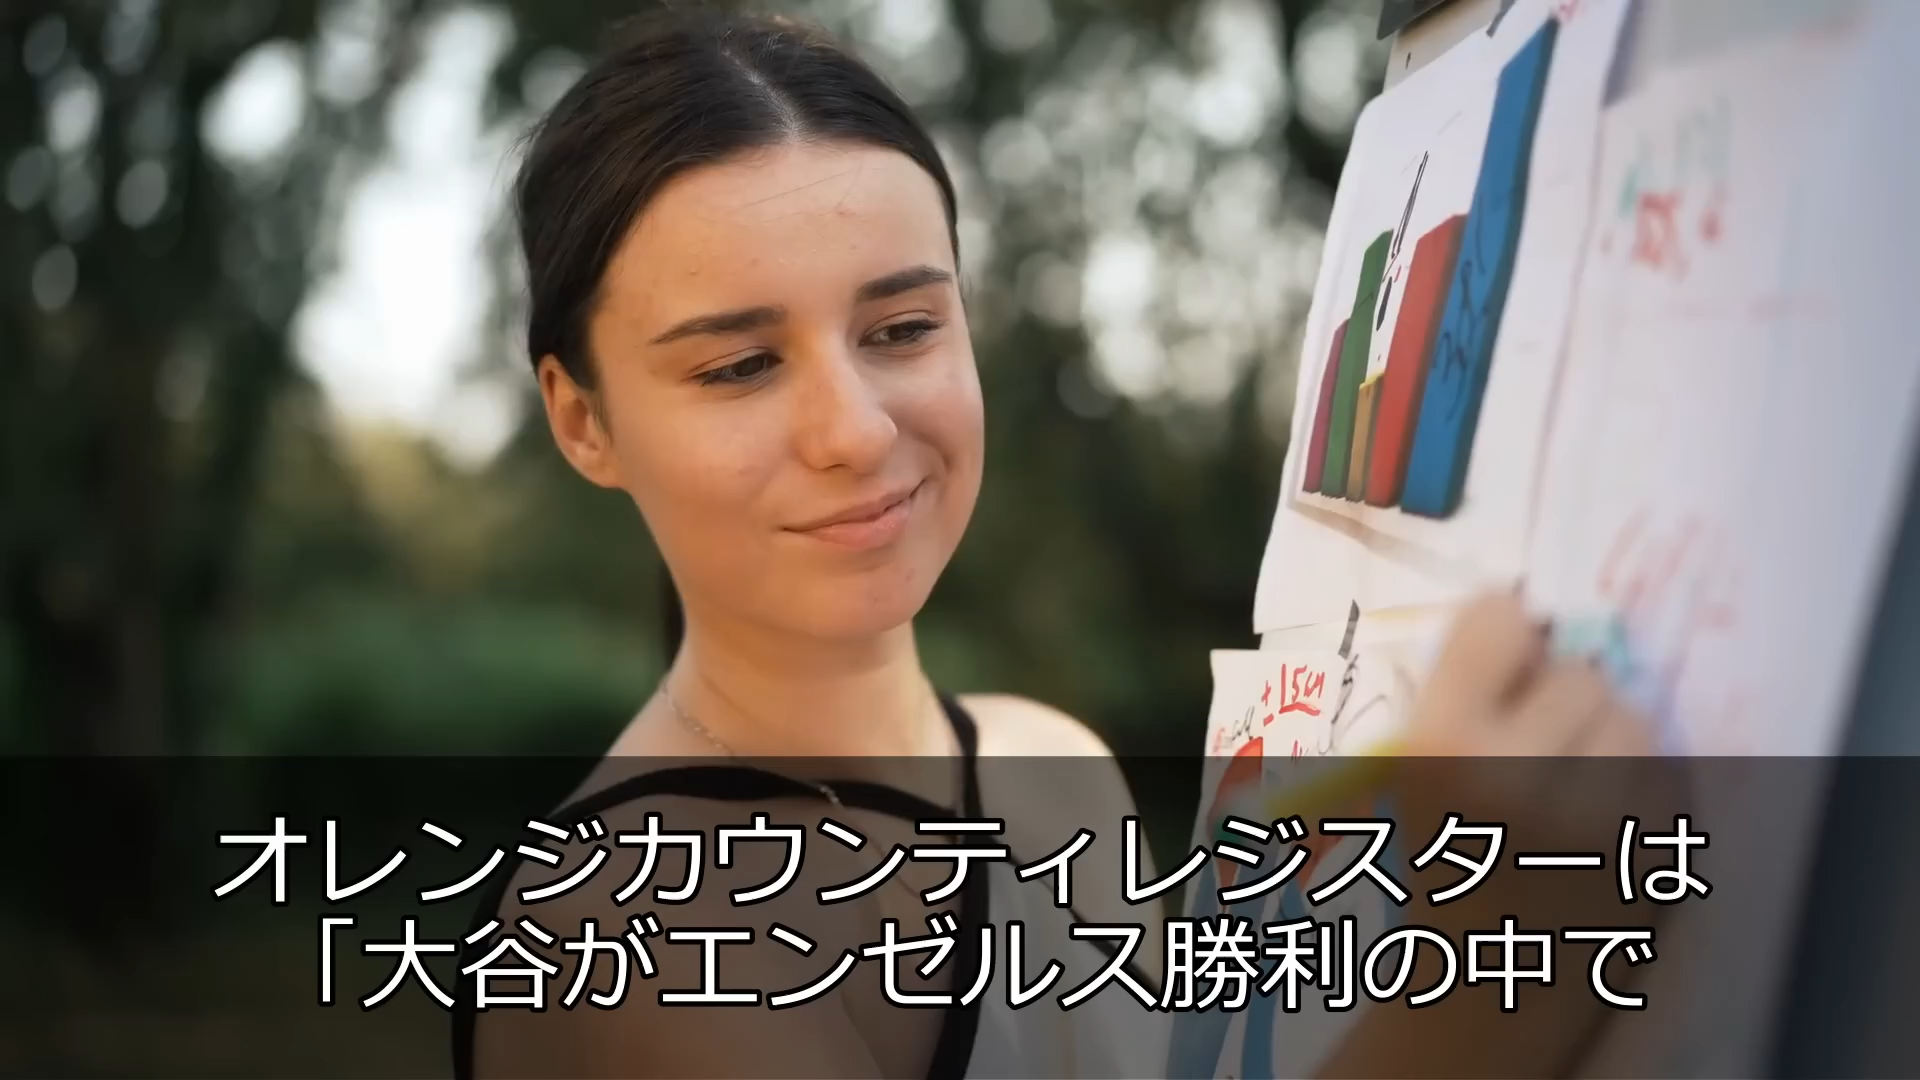 ±15cm
オレンジカウンティレジスターは
「大谷がエンゼルス勝利の中で